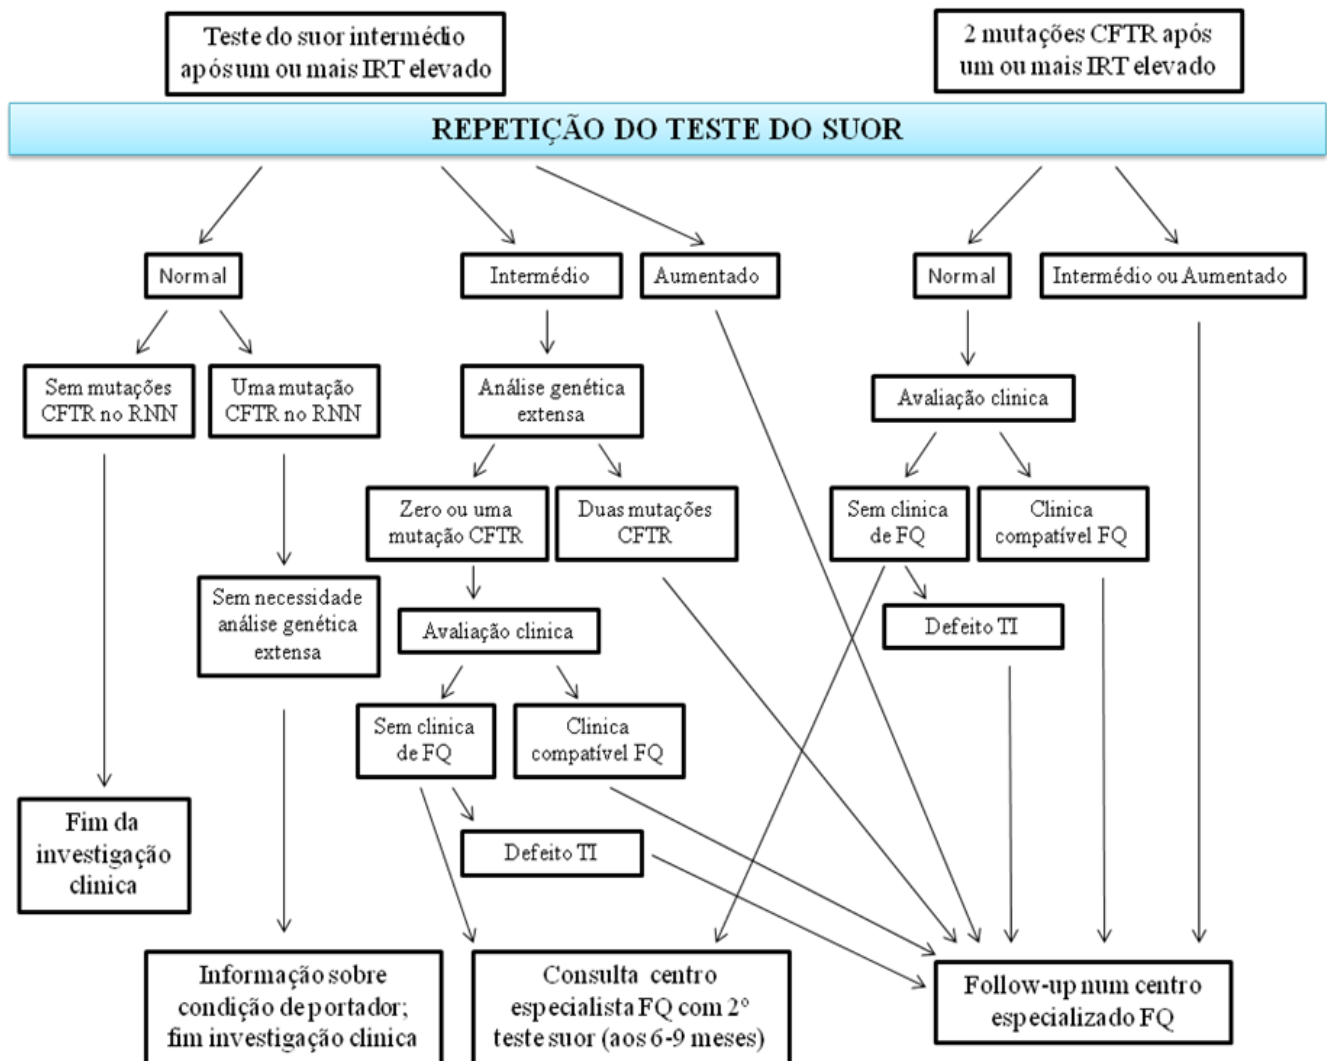 Teste do suor intermédio
após um ou mais IRT elevado
2 mutações CFTR após
um ou mais IRT elevado
REPETIÇÃO DO TESTE DO SUOR
Normal
Intermédio
Aumentado
Normal
Intermédio ou Aumentado
Sem mutações
CFTR no RNN
Uma mutação
CFTR no RNN
Análise genética
extensa
Avaliação clinica
Zero ou uma
mutação CFTR
Duas mutações
CFTR
Sem clinica
de FQ
Clinica
compatível FQ
Sem necessidade
análise genética
extensa
Avaliação clinica
Defeito TI
Sem clinica
de FQ
Clinica
compatível FQ
Fim da
investigação
clinica
Defeito TI
Informação sobre
condição de portador;
fim investigação clinica
Consulta centro
especialista FQ com 2º
teste suor (aos 6-9 meses)
Follow-up num centro
especializado FQ